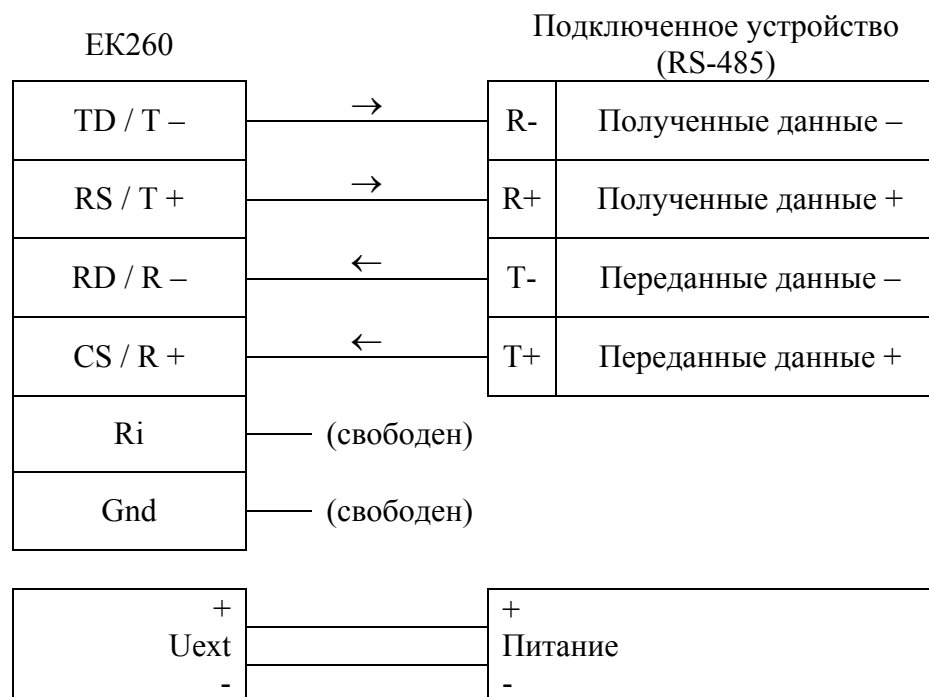 ЕК260
Подключенное устройство
(RS-485)
TD / T –
→
R-
Полученные данные –
RS / T +
→
R+
Полученные данные +
RD / R –
←
T-
Переданные данные –
CS / R +
←
T+
Переданные данные +
Ri
(свободен)
Gnd
(свободен)
+
+
Uext
Питание
-
-